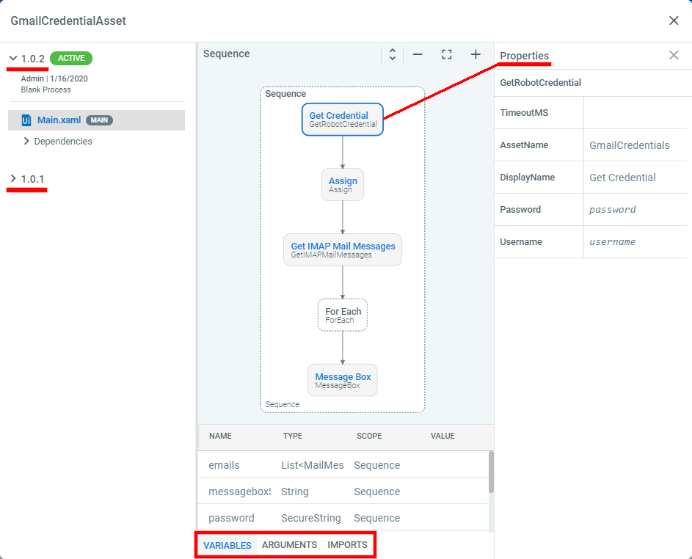 GmailCredentialAsset
1.0.2 ACTIVE
Admin | 1/16/2020
Blank Process
Main.xaml MAIN
Dependencies
1.0.1
Sequence
Sequence
Get Credential
GetRobotCredential
Assign
Assign
Get IMAP Mail Messages
GetIMAPMailMessages
For Each
ForEach
Message Box
MessageBox
Sequence
NAME TYPE SCOPE VALUE
emails List<MailMes Sequence
messageboxS String Sequence
password SecureString Sequence
VARIABLES ARGUMENTS IMPORTS
Properties
GetRobotCredential
TimeoutMS
AssetName GmailCredentials
DisplayName Get Credential
Password password
Username username